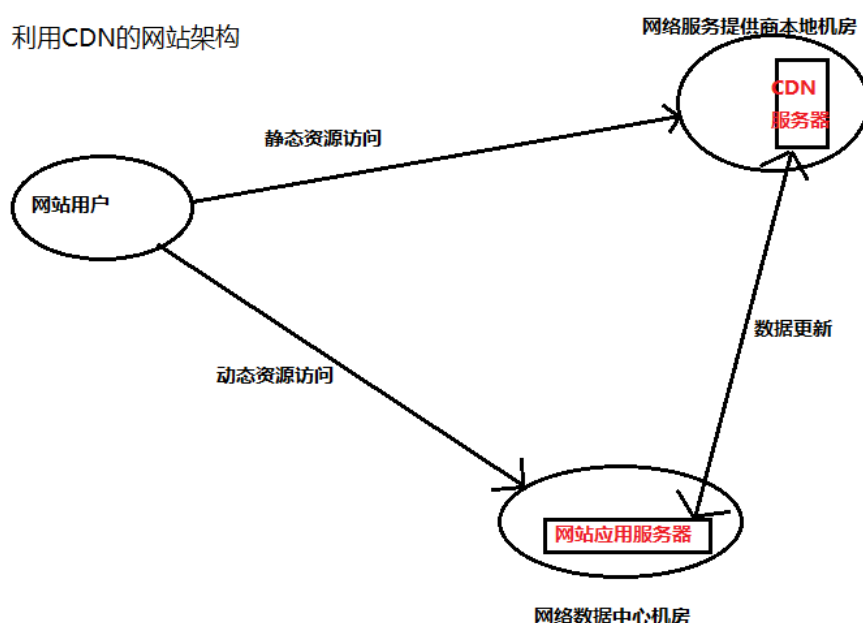 利用CDN的网站架构
网络服务提供商本地机房
CDN
服务器
静态资源访问
网站用户
数据更新
动态资源访问
网站应用服务器
网络数据中心机房